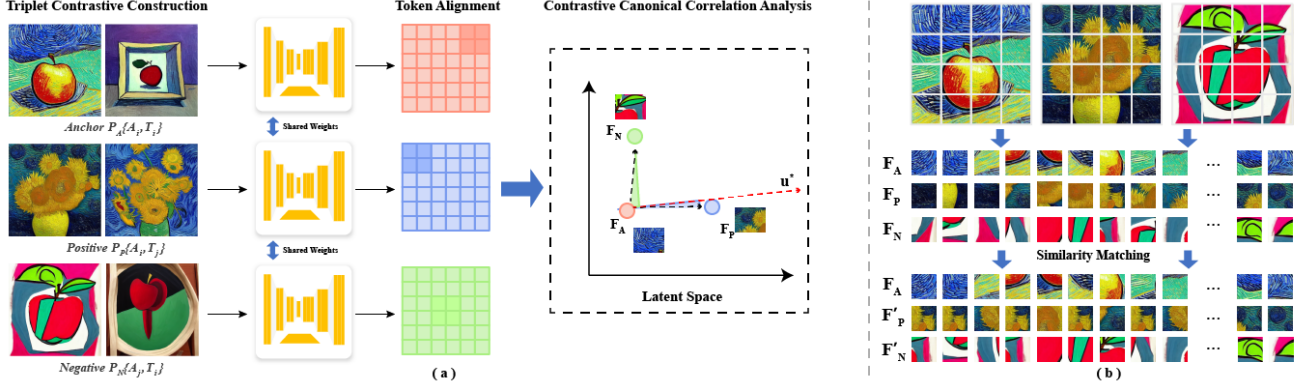 Triplet Contrastive Construction
Token Alignment
Contrastive Canonical Correlation Analysis
Anchor P_A{A_i, T_i}
Shared Weights
Positive P_P{A_i, T_j}
Shared Weights
Negative P_N{A_j, T_i}
F_N
u*
F_A
F_P
Latent Space
( a )
F_A
...
F_P
...
F_N
...
Similarity Matching
F_A
...
F'_P
...
F'_N
...
( b )